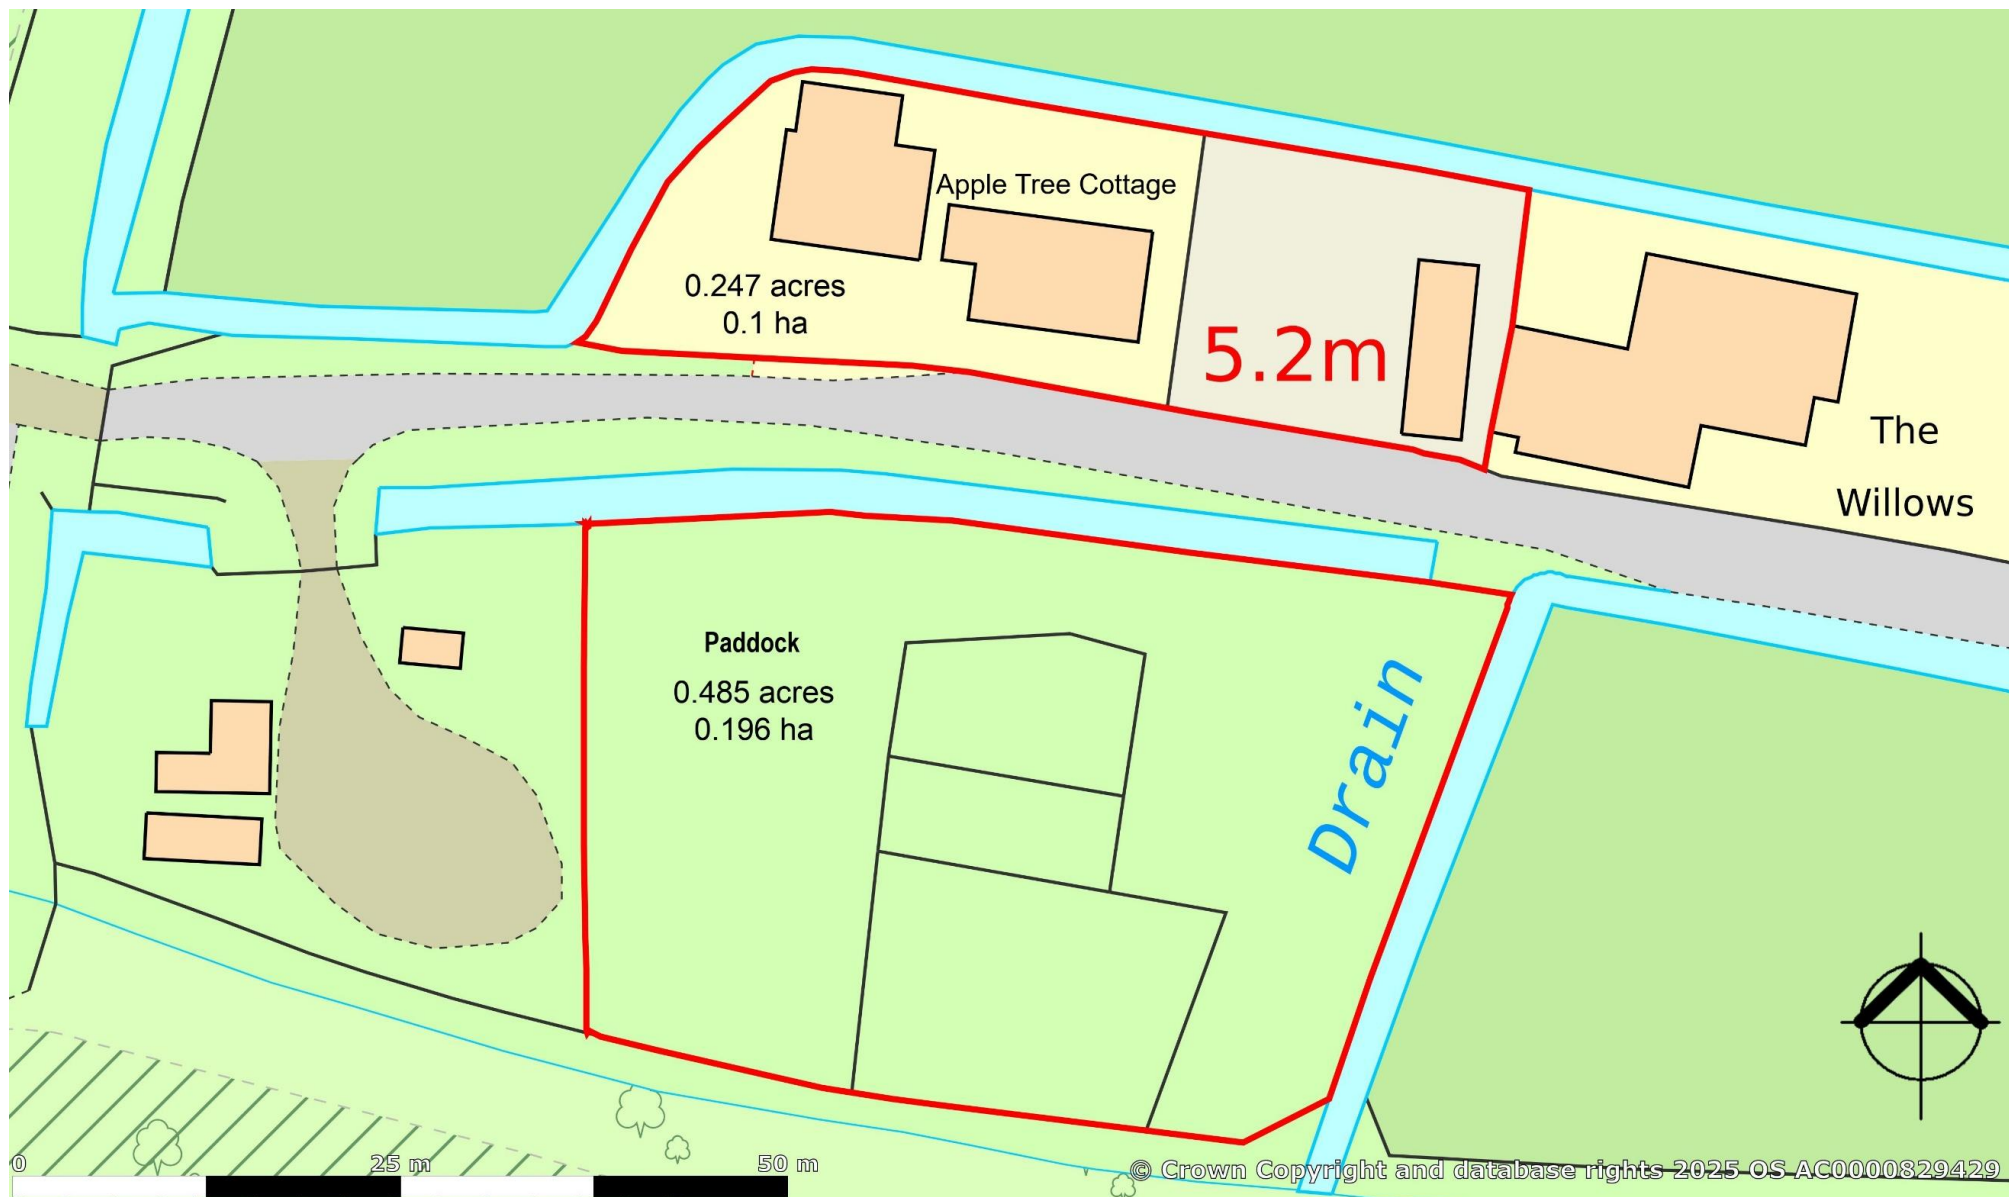 Apple Tree Cottage
0.247 acres
0.1 ha
5.2m
The
Willows
Paddock
0.485 acres
0.196 ha
Drain
0
25 m
50 m
© Crown Copyright and database rights 2025 OS AC0000829429